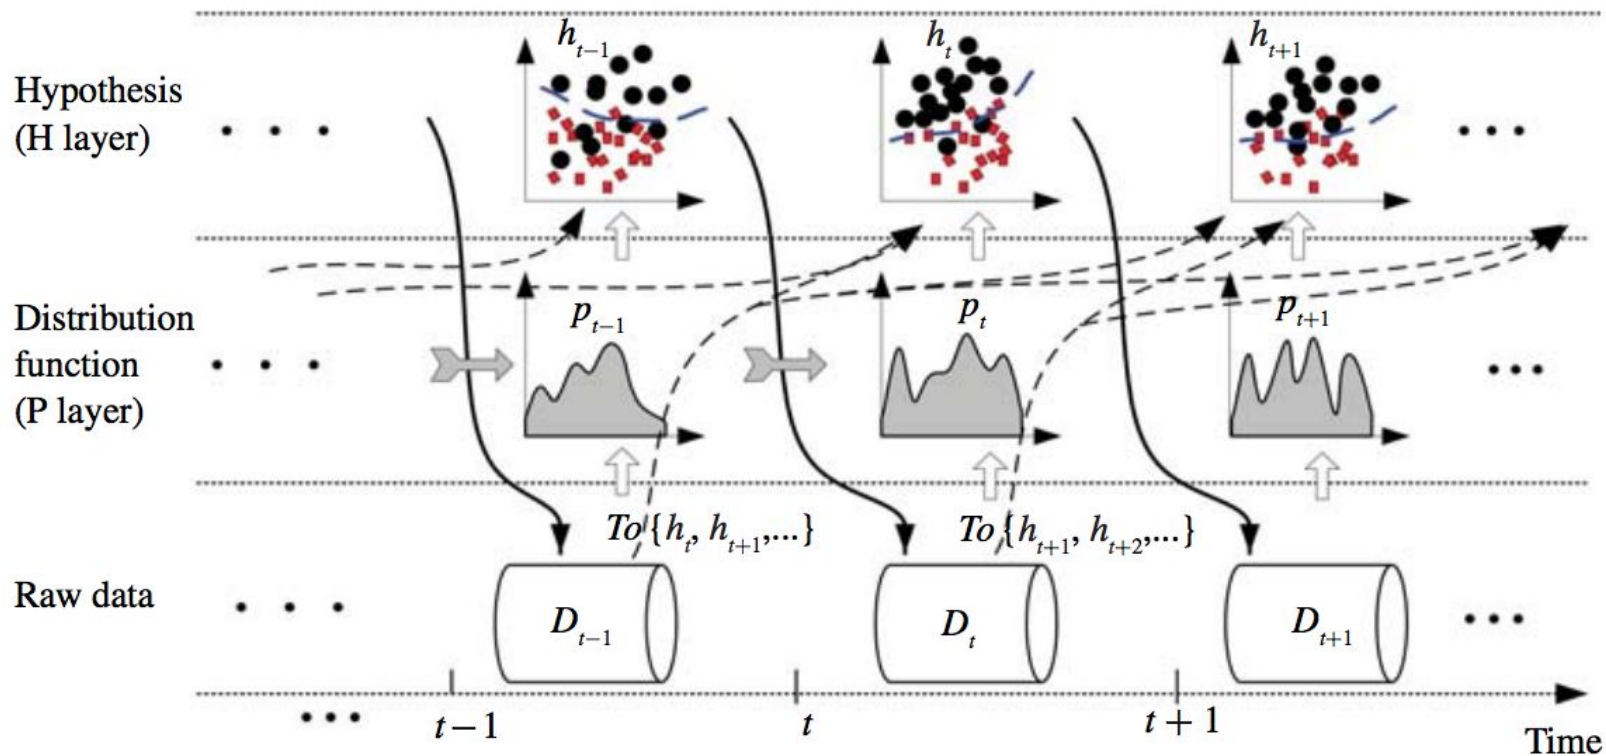 h_{t−1}
h_t
h_{t+1}
Hypothesis
(H layer)
p_{t−1}
p_t
p_{t+1}
Distribution
function
(P layer)
To {h_t, h_{t+1},...}
To {h_{t+1}, h_{t+2},...}
Raw data
D_{t−1}
D_t
D_{t+1}
t−1
t
t + 1
Time